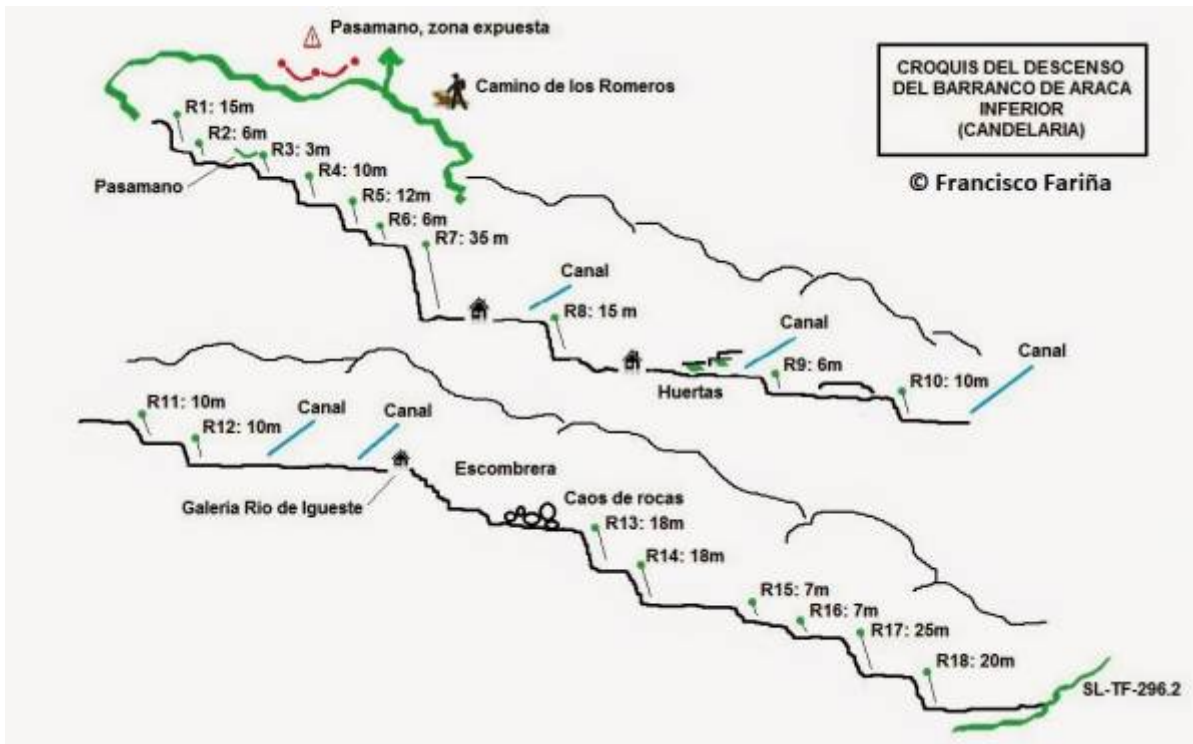 Pasamano, zona expuesta
Camino de los Romeros
CROQUIS DEL DESCENSO
DEL BARRANCO DE ARACA
INFERIOR
(CANDELARIA)
© Francisco Fariña
R1: 15m
R2: 6m
R3: 3m
Pasamano
R4: 10m
R5: 12m
R6: 6m
R7: 35 m
Canal
R8: 15 m
Canal
Huertas
R9: 6m
Canal
R10: 10m
R11: 10m
R12: 10m
Canal
Canal
Galeria Rio de Igueste
Escombrera
Caos de rocas
R13: 18m
R14: 18m
R15: 7m
R16: 7m
R17: 25m
R18: 20m
SL-TF-296.2